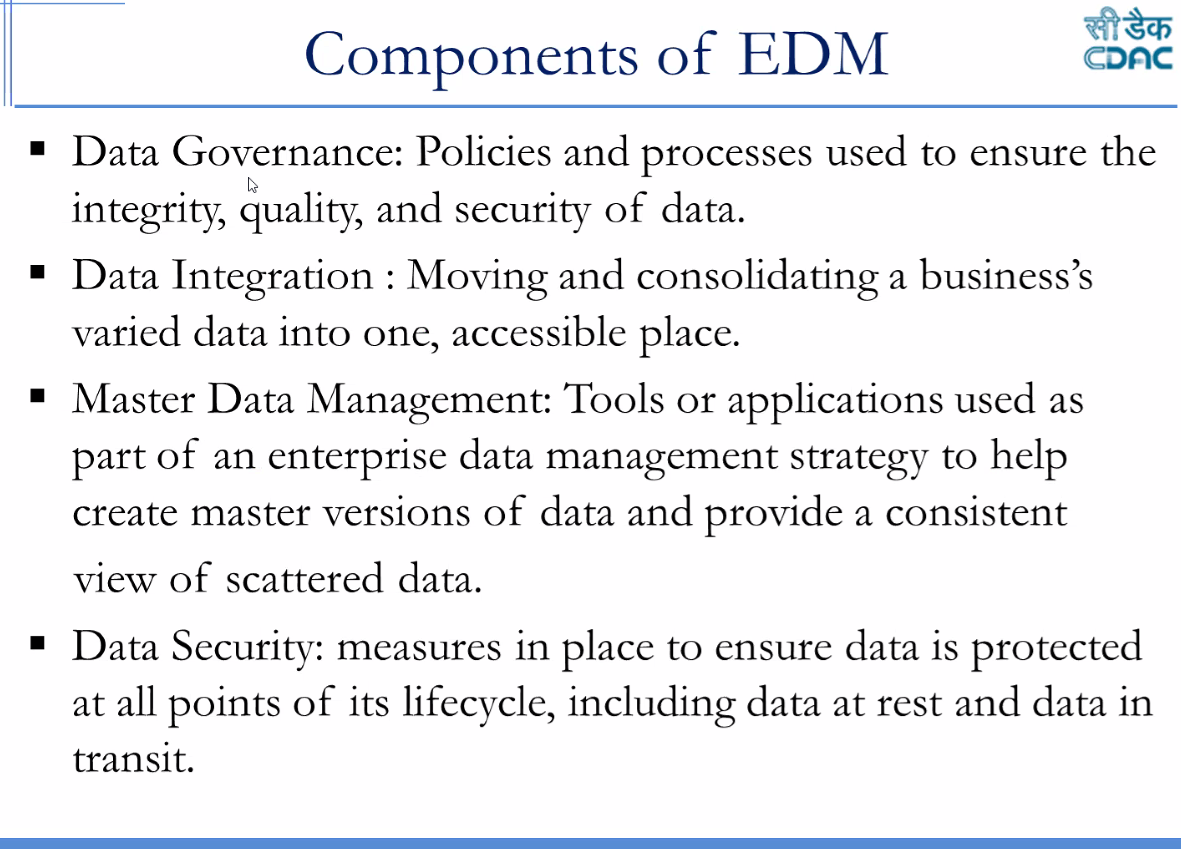 Components of EDM
सी डैक
CDAC
▪ Data Governance: Policies and processes used to ensure the
integrity, quality, and security of data.
▪ Data Integration : Moving and consolidating a business’s
varied data into one, accessible place.
▪ Master Data Management: Tools or applications used as
part of an enterprise data management strategy to help
create master versions of data and provide a consistent
view of scattered data.
▪ Data Security: measures in place to ensure data is protected
at all points of its lifecycle, including data at rest and data in
transit.